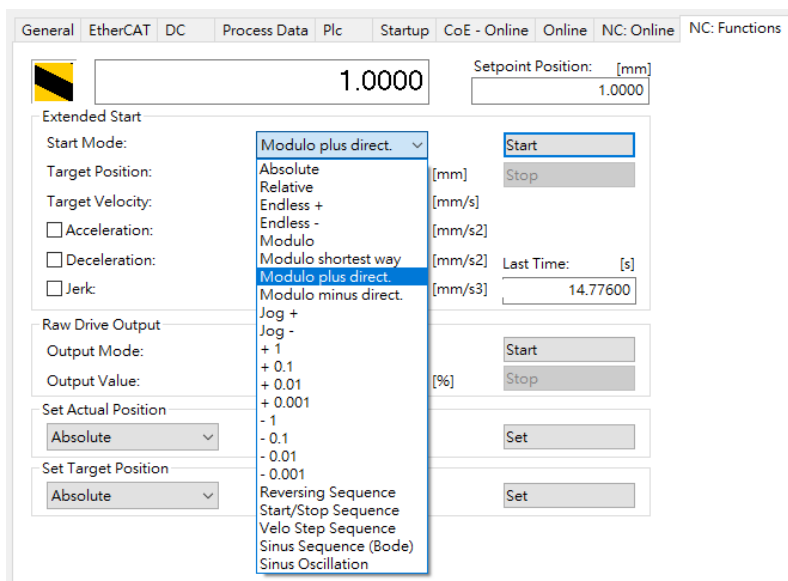 General EtherCAT DC Process Data Plc Startup CoE - Online Online NC: Online NC: Functions
1.0000
Setpoint Position: [mm]
1.0000
Extended Start
Start Mode: Modulo plus direct. Start
Target Position: [mm] Stop
Target Velocity: [mm/s]
Acceleration: [mm/s2]
Deceleration: [mm/s2] Last Time: [s]
Jerk: [mm/s3] 14.77600
Absolute
Relative
Endless +
Endless -
Modulo
Modulo shortest way
Modulo plus direct.
Modulo minus direct.
Jog +
Jog -
+ 1
+ 0.1
+ 0.01
+ 0.001
- 1
- 0.1
- 0.01
- 0.001
Reversing Sequence
Start/Stop Sequence
Velo Step Sequence
Sinus Sequence (Bode)
Sinus Oscillation
Raw Drive Output
Output Mode: Start
Output Value: [%] Stop
Set Actual Position
Absolute Set
Set Target Position
Absolute Set